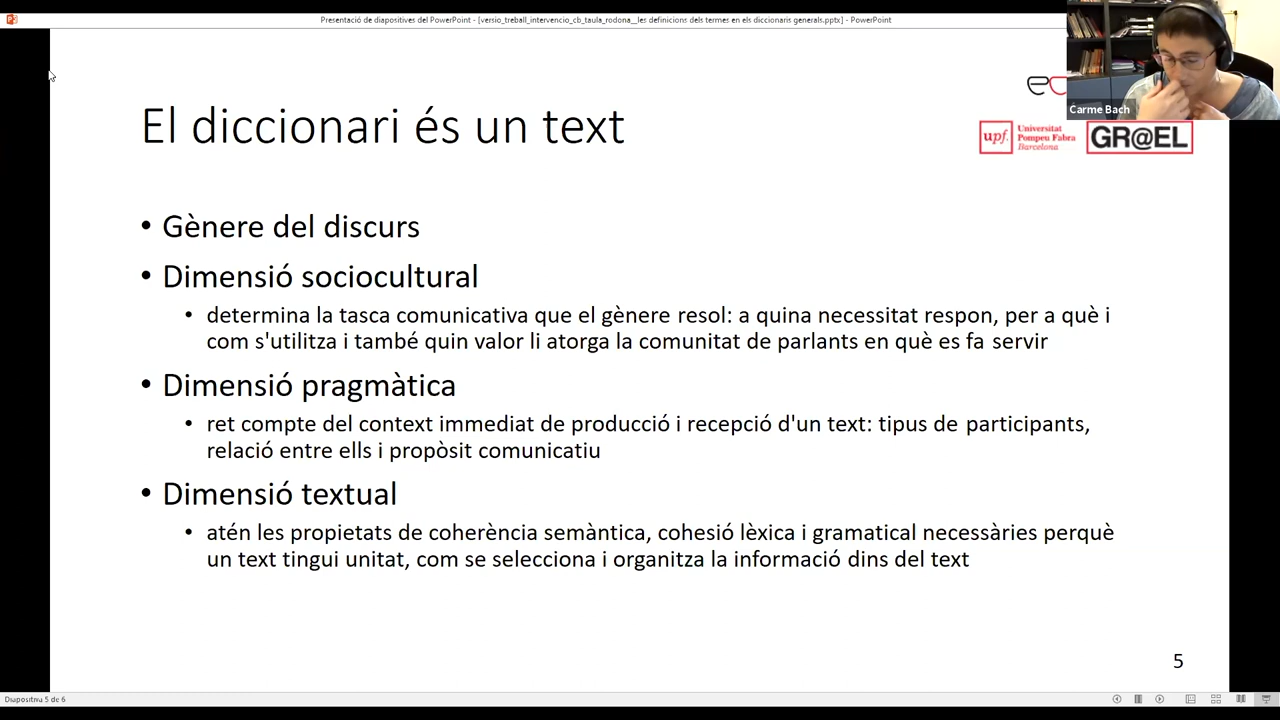 Presentació de diapositives del PowerPoint - [versio_treball_intervencio_cb_taula_rodona__les definicions dels termes en els diccionaris generals.pptx] - PowerPoint
Carme Bach
El diccionari és un text
upf.
Universitat
Pompeu Fabra
Barcelona
GR@EL
• Gènere del discurs
• Dimensió sociocultural
• determina la tasca comunicativa que el gènere resol: a quina necessitat respon, per a què i
com s'utilitza i també quin valor li atorga la comunitat de parlants en què es fa servir
• Dimensió pragmàtica
• ret compte del context immediat de producció i recepció d'un text: tipus de participants,
relació entre ells i propòsit comunicatiu
• Dimensió textual
• atén les propietats de coherència semàntica, cohesió lèxica i gramatical necessàries perquè
un text tingui unitat, com se selecciona i organitza la informació dins del text
5
Diapositiva 5 de 6